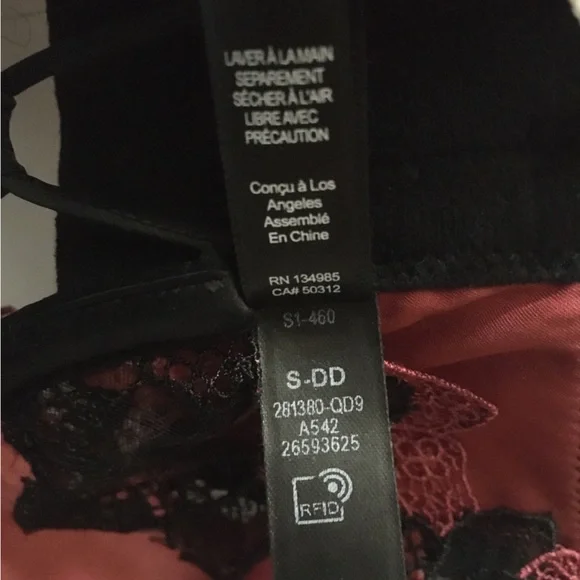 LAVER À LA MAIN
SEPAREMENT
SÉCHER À L'AIR
LIBRE AVEC
PRÉCAUTION
Conçu à Los
Angeles
Assemblé
En Chine
RN 134985
CA# 50312
S1-460
S-DD
281380-QD9
A542
26593625
RFID